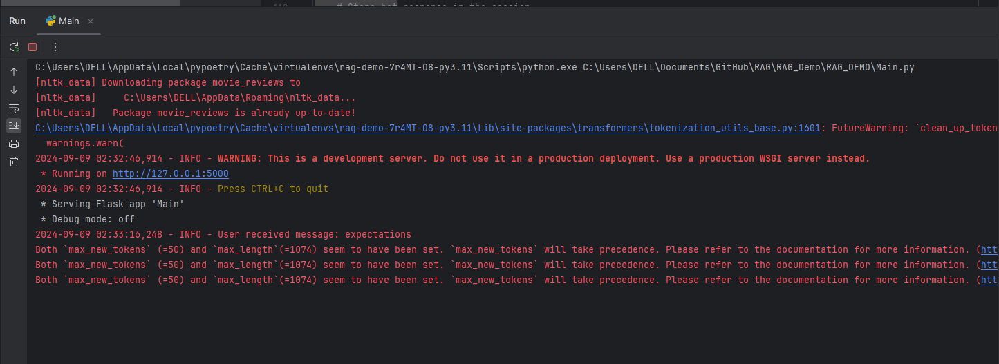 # Store bot response in the session
Run Main
C:\Users\DELL\AppData\Local\pypoetry\Cache\virtualenvs\rag-demo-7r4MT-O8-py3.11\Scripts\python.exe C:\Users\DELL\Documents\GitHub\RAG\RAG_Demo\RAG_DEMO\Main.py
[nltk_data] Downloading package movie_reviews to
[nltk_data]     C:\Users\DELL\AppData\Roaming\nltk_data...
[nltk_data]   Package movie_reviews is already up-to-date!
C:\Users\DELL\AppData\Local\pypoetry\Cache\virtualenvs\rag-demo-7r4MT-O8-py3.11\Lib\site-packages\transformers\tokenization_utils_base.py:1601: FutureWarning: `clean_up_token
  warnings.warn(
2024-09-09 02:32:46,914 - INFO - WARNING: This is a development server. Do not use it in a production deployment. Use a production WSGI server instead.
 * Running on http://127.0.0.1:5000
2024-09-09 02:32:46,914 - INFO - Press CTRL+C to quit
 * Serving Flask app 'Main'
 * Debug mode: off
2024-09-09 02:33:16,248 - INFO - User received message: expectations
Both `max_new_tokens` (=50) and `max_length`(=1074) seem to have been set. `max_new_tokens` will take precedence. Please refer to the documentation for more information. (htt
Both `max_new_tokens` (=50) and `max_length`(=1074) seem to have been set. `max_new_tokens` will take precedence. Please refer to the documentation for more information. (htt
Both `max_new_tokens` (=50) and `max_length`(=1074) seem to have been set. `max_new_tokens` will take precedence. Please refer to the documentation for more information. (htt